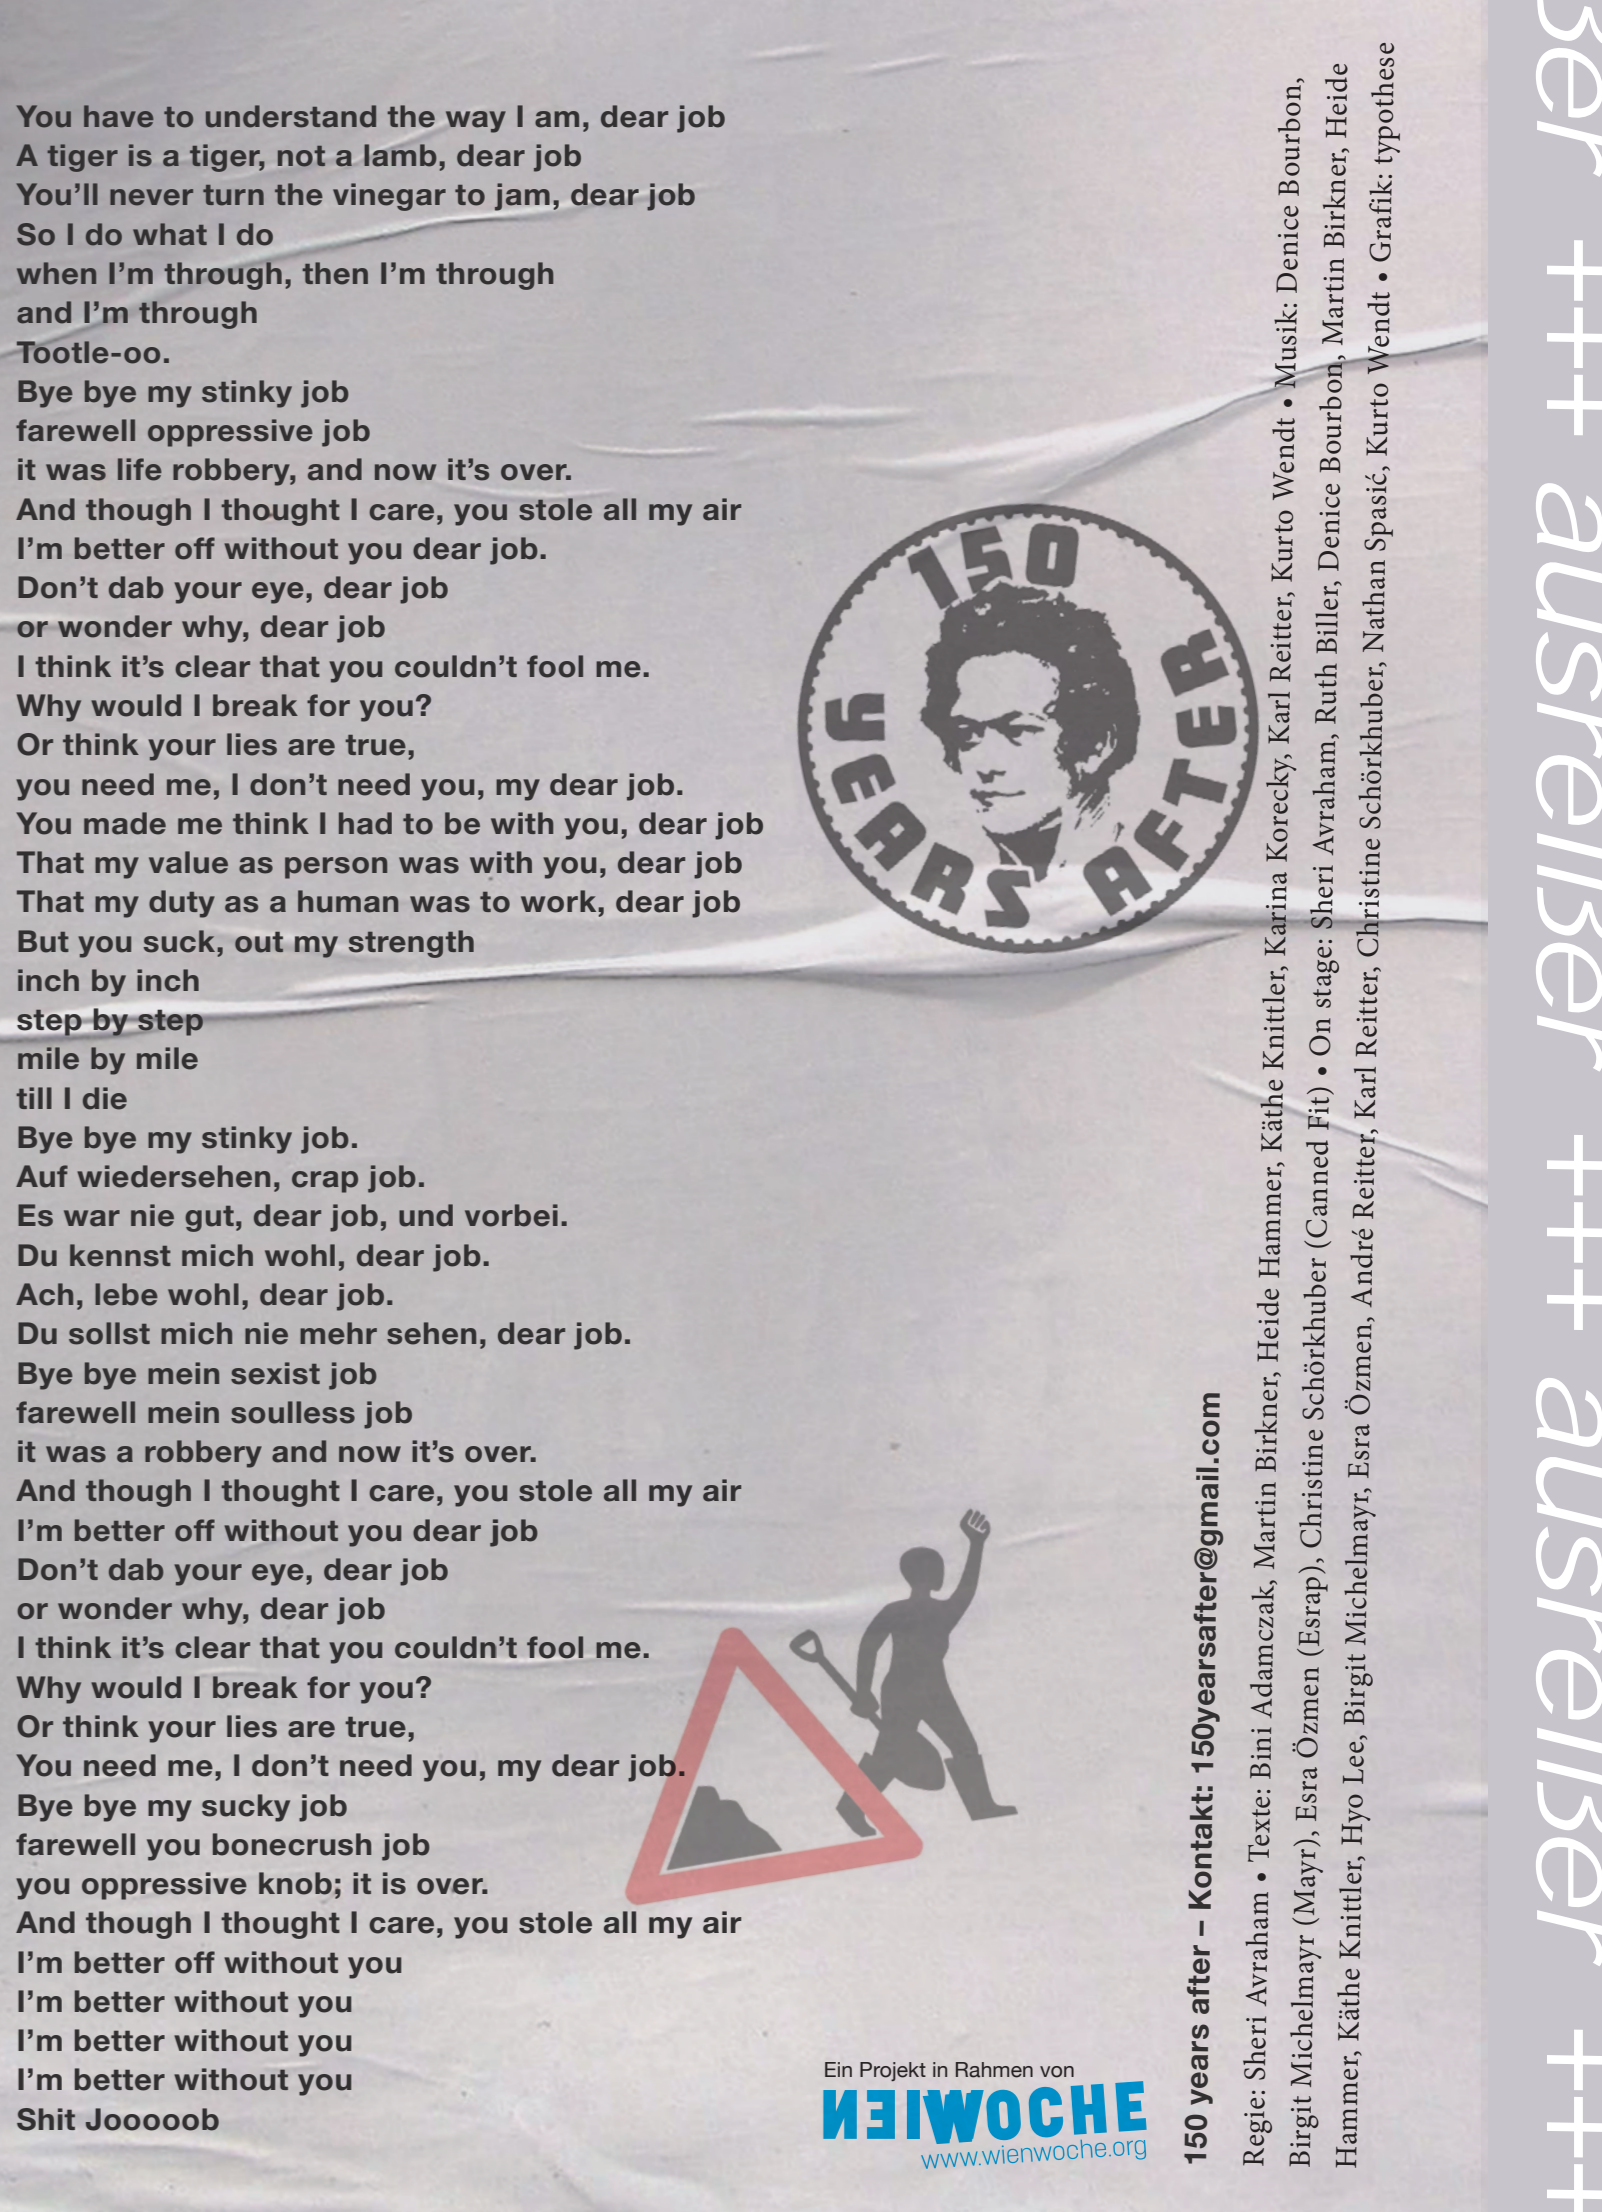 You have to understand the way I am, dear job
A tiger is a tiger, not a lamb, dear job
You'll never turn the vinegar to jam, dear job
So I do what I do
when I'm through, then I'm through
and I'm through
Tootle-oo.
Bye bye my stinky job
farewell oppressive job
it was life robbery, and now it's over.
And though I thought I care, you stole all my air
I'm better off without you dear job.
Don't dab your eye, dear job
or wonder why, dear job
I think it's clear that you couldn't fool me.
Why would I break for you?
Or think your lies are true,
you need me, I don't need you, my dear job.
You made me think I had to be with you, dear job
That my value as person was with you, dear job
That my duty as a human was to work, dear job
But you suck, out my strength
inch by inch
step by step
mile by mile
till I die
Bye bye my stinky job.
Auf wiedersehen, crap job.
Es war nie gut, dear job, und vorbei.
Du kennst mich wohl, dear job.
Ach, lebe wohl, dear job.
Du sollst mich nie mehr sehen, dear job.
Bye bye mein sexist job
farewell mein soulless job
it was a robbery and now it's over.
And though I thought I care, you stole all my air
I'm better off without you dear job
Don't dab your eye, dear job
or wonder why, dear job
I think it's clear that you couldn't fool me.
Why would I break for you?
Or think your lies are true,
You need me, I don't need you, my dear job.
Bye bye my sucky job
farewell you bonecrush job
you oppressive knob; it is over.
And though I thought I care, you stole all my air
I'm better off without you
I'm better without you
I'm better without you
I'm better without you
Shit Jooooob
150 YEARS AFTER
Ein Projekt in Rahmen von
WIENWOCHE
www.wienwoche.org
150 years after – Kontakt: 150yearsafter@gmail.com
Regie: Sheri Avraham • Texte: Bini Adamczak, Martin Birkner, Heide Hammer, Käthe Knittler, Karina Korecky, Karl Reitter, Kurto Wendt • Musik: Denice Bourbon,
Birgit Michelmayr (Mayr), Esra Özmen (Esrap), Christine Schörkhuber (Canned Fit) • On stage: Sheri Avraham, Ruth Biller, Denice Bourbon, Martin Birkner, Heide
Hammer, Käthe Knittler, Hyo Lee, Birgit Michelmayr, Esra Özmen, André Reitter, Karl Reitter, Christine Schörkhuber, Nathan Spasić, Kurto Wendt • Grafik: typothese
ßer +++ ausreißer +++ ausreißer +++